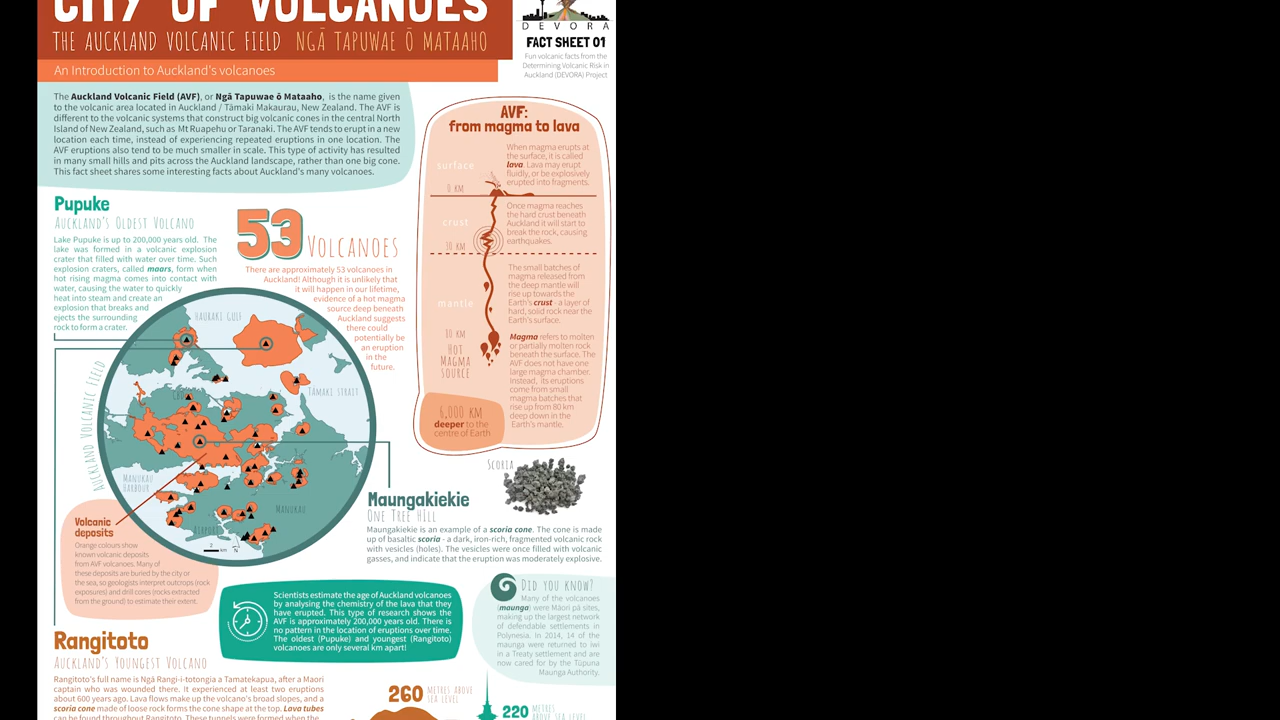 CITY OF VOLCANOES
THE AUCKLAND VOLCANIC FIELD NGĀ TAPUWAE Ō MATAAHO
An Introduction to Auckland's volcanoes
DEVORA
FACT SHEET 01
Fun volcanic facts from the
Determining Volcanic Risk in
Auckland (DEVORA) Project
The Auckland Volcanic Field (AVF), or Ngā Tapuwae ō Mataaho, is the name given
to the volcanic area located in Auckland / Tāmaki Makaurau, New Zealand. The AVF is
different to the volcanic systems that construct big volcanic cones in the central North
Island of New Zealand, such as Mt Ruapehu or Taranaki. The AVF tends to erupt in a new
location each time, instead of experiencing repeated eruptions in one location. The
AVF eruptions also tend to be much smaller in scale. This type of activity has resulted
in many small hills and pits across the Auckland landscape, rather than one big cone.
This fact sheet shares some interesting facts about Auckland's many volcanoes.
Pupuke
AUCKLAND'S OLDEST VOLCANO
Lake Pupuke is up to 200,000 years old. The
lake was formed in a volcanic explosion
crater that filled with water over time. Such
explosion craters, called maars, form when
hot rising magma comes into contact with
water, causing the water to quickly
heat into steam and create an
explosion that breaks and
ejects the surrounding
rock to form a crater.
53 VOLCANOES
There are approximately 53 volcanoes in
Auckland! Although it is unlikely that
it will happen in our lifetime,
evidence of a hot magma
source deep beneath
Auckland suggests
there could
potentially be
an eruption
in the
future.
AVF:
from magma to lava
surface
When magma erupts at
the surface, it is called
lava. Lava may erupt
fluidly, or be explosively
erupted into fragments.
0 KM
crust
Once magma reaches
the hard crust beneath
Auckland it will start to
break the rock, causing
earthquakes.
30 KM
mantle
The small batches of
magma released from
the deep mantle will
rise up towards the
Earth's crust - a layer of
hard, solid rock near the
Earth's surface.
80 KM
HOT
MAGMA
SOURCE
Magma refers to molten
or partially molten rock
beneath the surface. The
AVF does not have one
large magma chamber.
Instead, its eruptions
come from small
magma batches that
rise up from 80 km
deep down in the
Earth's mantle.
6,000 KM
deeper to the
centre of Earth
AUCKLAND VOLCANIC FIELD
HAURAKI GULF
TĀMAKI STRAIT
MANUKAU
HARBOUR
MANUKAU
AIRPORT
km
N
SCORIA
Maungakiekie
ONE TREE HILL
Maungakiekie is an example of a scoria cone. The cone is made
up of basaltic scoria - a dark, iron-rich, fragmented volcanic rock
with vesicles (holes). The vesicles were once filled with volcanic
gasses, and indicate that the eruption was moderately explosive.
Volcanic
deposits
Orange colours show
known volcanic deposits
from AVF volcanoes. Many of
these deposits are buried by the city or
the sea, so geologists interpret outcrops (rock
exposures) and drill cores (rocks extracted
from the ground) to estimate their extent.
Scientists estimate the age of Auckland volcanoes
by analysing the chemistry of the lava that they
have erupted. This type of research shows the
AVF is approximately 200,000 years old. There is
no pattern in the location of eruptions over time.
The oldest (Pupuke) and youngest (Rangitoto)
volcanoes are only several km apart!
DID YOU KNOW?
Many of the volcanoes
(maunga) were Māori pā sites,
making up the largest network
of defendable settlements in
Polynesia. In 2014, 14 of the
maunga were returned to iwi
in a Treaty settlement and are
now cared for by the Tūpuna
Maunga Authority.
Rangitoto
AUCKLAND'S YOUNGEST VOLCANO
Rangitoto's full name is Ngā Rangi-i-totongia a Tamatekapua, after a Maori
captain who was wounded there. It experienced at least two eruptions
about 600 years ago. Lava flows make up the volcano's broad slopes, and a
scoria cone made of loose rock forms the cone shape at the top. Lava tubes
can be found throughout Rangitoto. These tunnels were formed when the
260 METRES ABOVE
SEA LEVEL
220 METRES
ABOVE SEA LEVEL